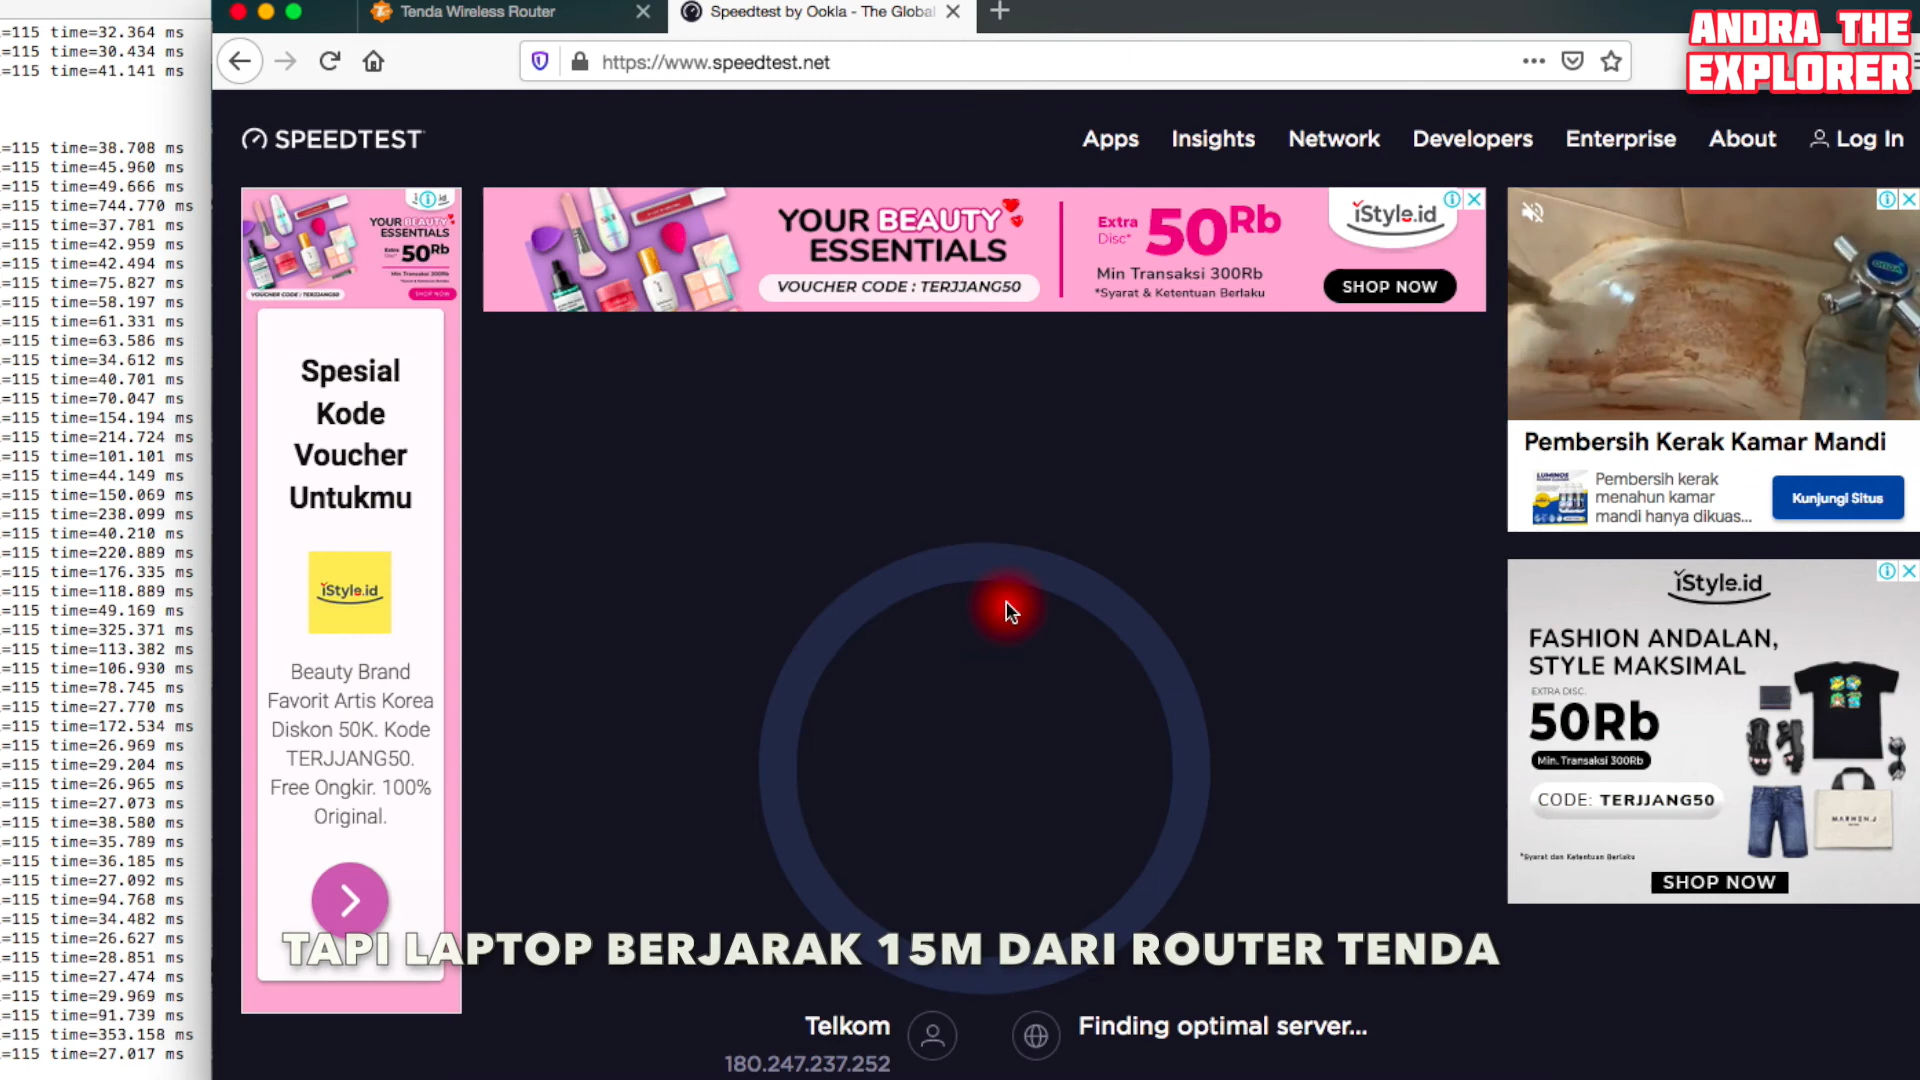 =115 time=32.364 ms
=115 time=30.434 ms
=115 time=41.141 ms
=115 time=38.708 ms
=115 time=45.960 ms
=115 time=49.666 ms
=115 time=744.770 ms
=115 time=37.781 ms
=115 time=42.959 ms
=115 time=42.494 ms
=115 time=75.827 ms
=115 time=58.197 ms
=115 time=61.331 ms
=115 time=63.586 ms
=115 time=34.612 ms
=115 time=40.701 ms
=115 time=70.047 ms
=115 time=154.194 ms
=115 time=214.724 ms
=115 time=101.101 ms
=115 time=44.149 ms
=115 time=150.069 ms
=115 time=238.099 ms
=115 time=40.210 ms
=115 time=220.889 ms
=115 time=176.335 ms
=115 time=118.889 ms
=115 time=49.169 ms
=115 time=325.371 ms
=115 time=113.382 ms
=115 time=106.930 ms
=115 time=78.745 ms
=115 time=27.770 ms
=115 time=172.534 ms
=115 time=26.969 ms
=115 time=29.204 ms
=115 time=26.965 ms
=115 time=27.073 ms
=115 time=38.580 ms
=115 time=35.789 ms
=115 time=36.185 ms
=115 time=27.092 ms
=115 time=94.768 ms
=115 time=34.482 ms
=115 time=26.627 ms
=115 time=28.851 ms
=115 time=27.474 ms
=115 time=29.969 ms
=115 time=91.739 ms
=115 time=353.158 ms
=115 time=27.017 ms
Tenda Wireless Router
Speedtest by Ookla - The Global
https://www.speedtest.net
ANDRA THE
EXPLORER
SPEEDTEST
Apps Insights Network Developers Enterprise About Log In
YOUR BEAUTY
ESSENTIALS
Extra
Disc*
50Rb
Min Transaksi 300Rb
VOUCHER CODE : TERJJANG50
SHOP NOW
Spesial
Kode
Voucher
Untukmu
iStyle.id
Beauty Brand
Favorit Artis Korea
Diskon 50K. Kode
TERJJANG50.
Free Ongkir. 100%
Original.
YOUR BEAUTY
ESSENTIALS
VOUCHER CODE : TERJJANG50
Extra
Disc*
50Rb
Min Transaksi 300Rb
*Syarat & Ketentuan Berlaku
iStyle.id
SHOP NOW
Pembersih Kerak Kamar Mandi
LUMINOS
Pembersih kerak
menahun kamar
mandi hanya dikuas...
Kunjungi Situs
iStyle.id
FASHION ANDALAN,
STYLE MAKSIMAL
EXTRA DISC.
50Rb
Min. Transaksi 300Rb
CODE: TERJJANG50
MARHEN.J
*Syarat dan Ketentuan Berlaku
SHOP NOW
TAPI LAPTOP BERJARAK 15M DARI ROUTER TENDA
Telkom
180.247.237.252
Finding optimal server...